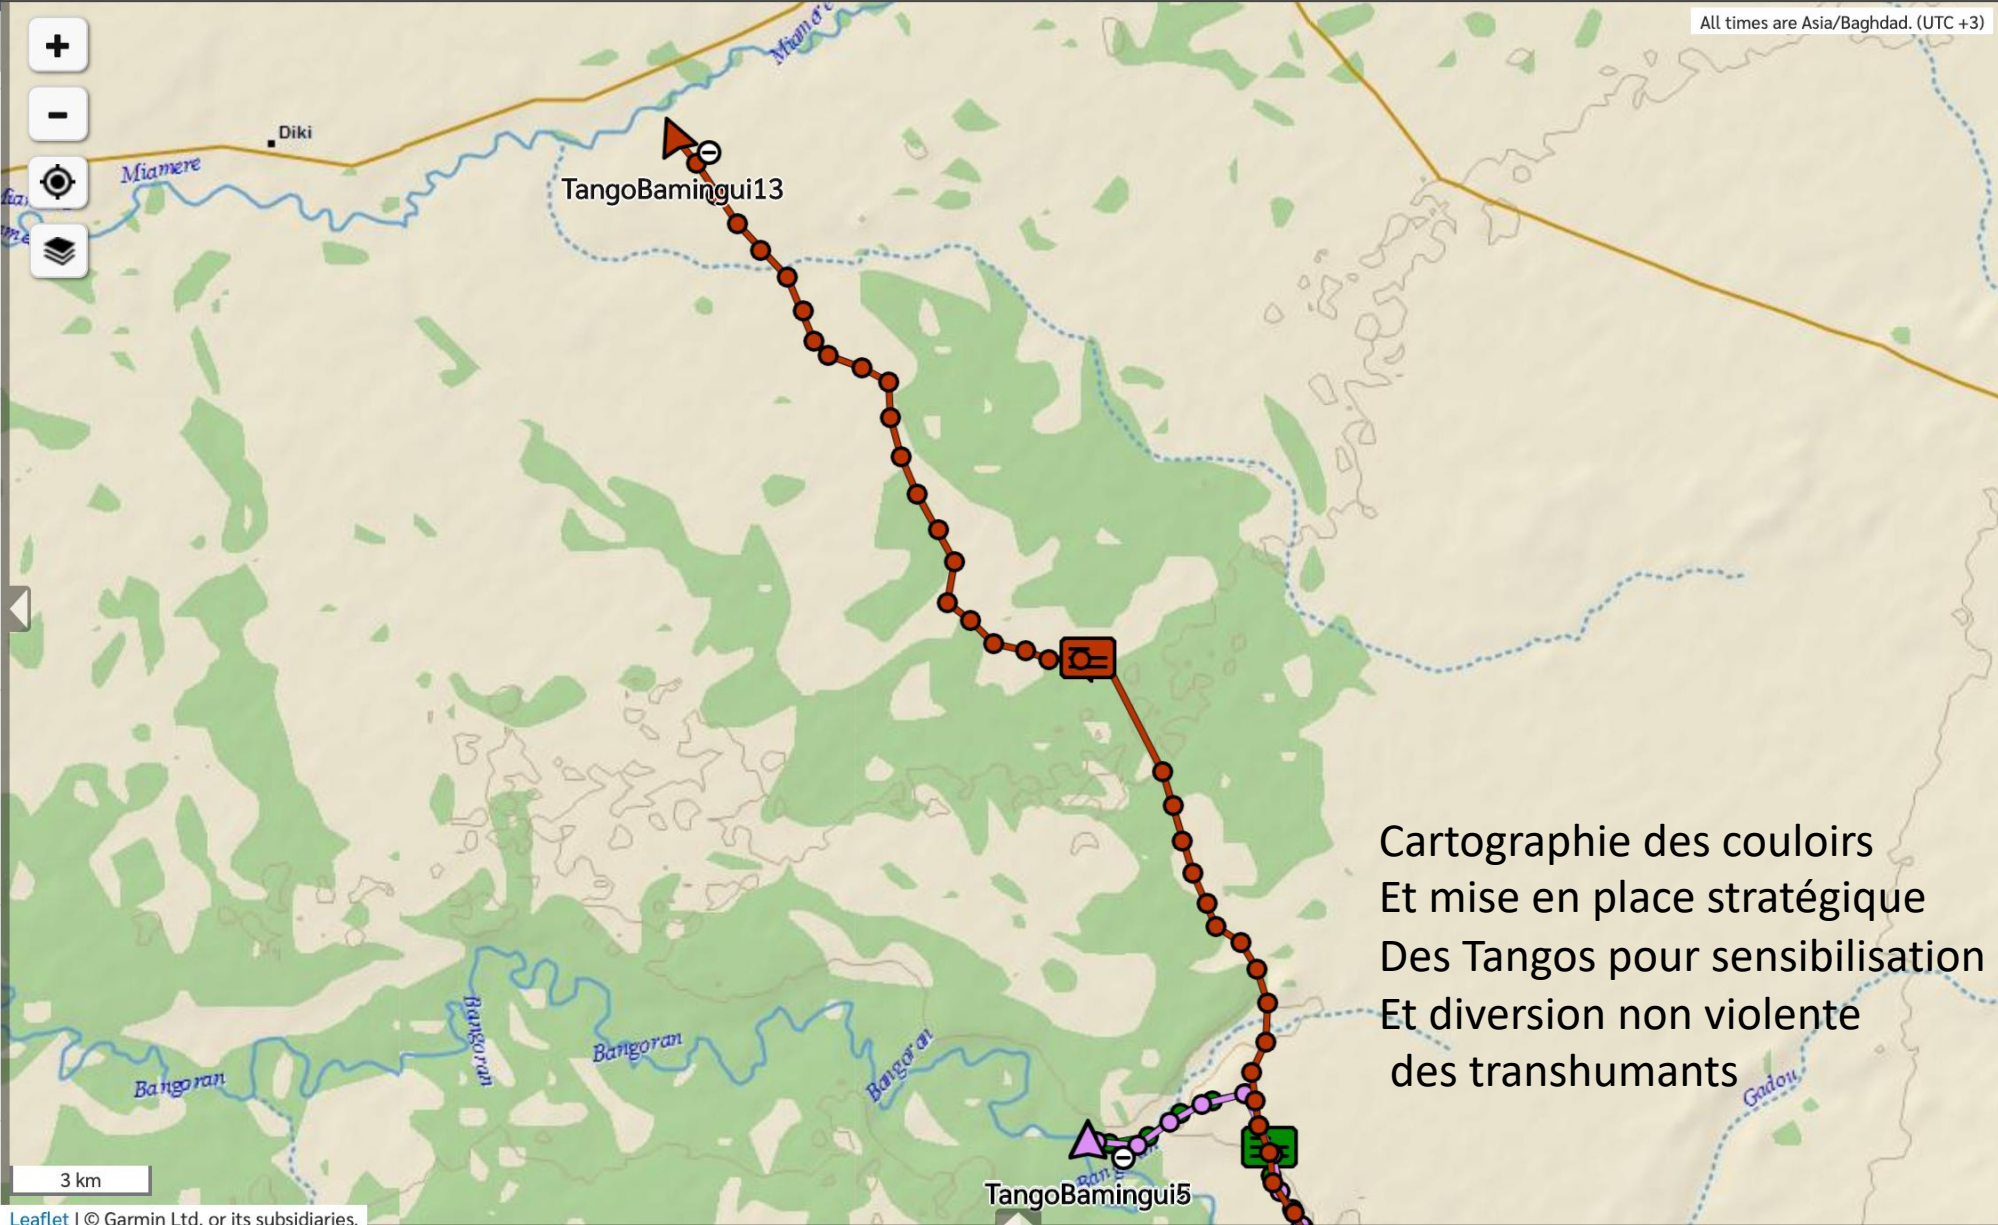 All times are Asia/Baghdad. (UTC +3)
Miamere
Diki
Miamere
TangoBamingui13
Cartographie des couloirs
Et mise en place stratégique
Des Tangos pour sensibilisation
Et diversion non violente
des transhumants
Bangoran
Bangoran
Bangoran
Bangoran
Gadou
TangoBamingui5
3 km
Leaflet | © Garmin Ltd. or its subsidiaries.